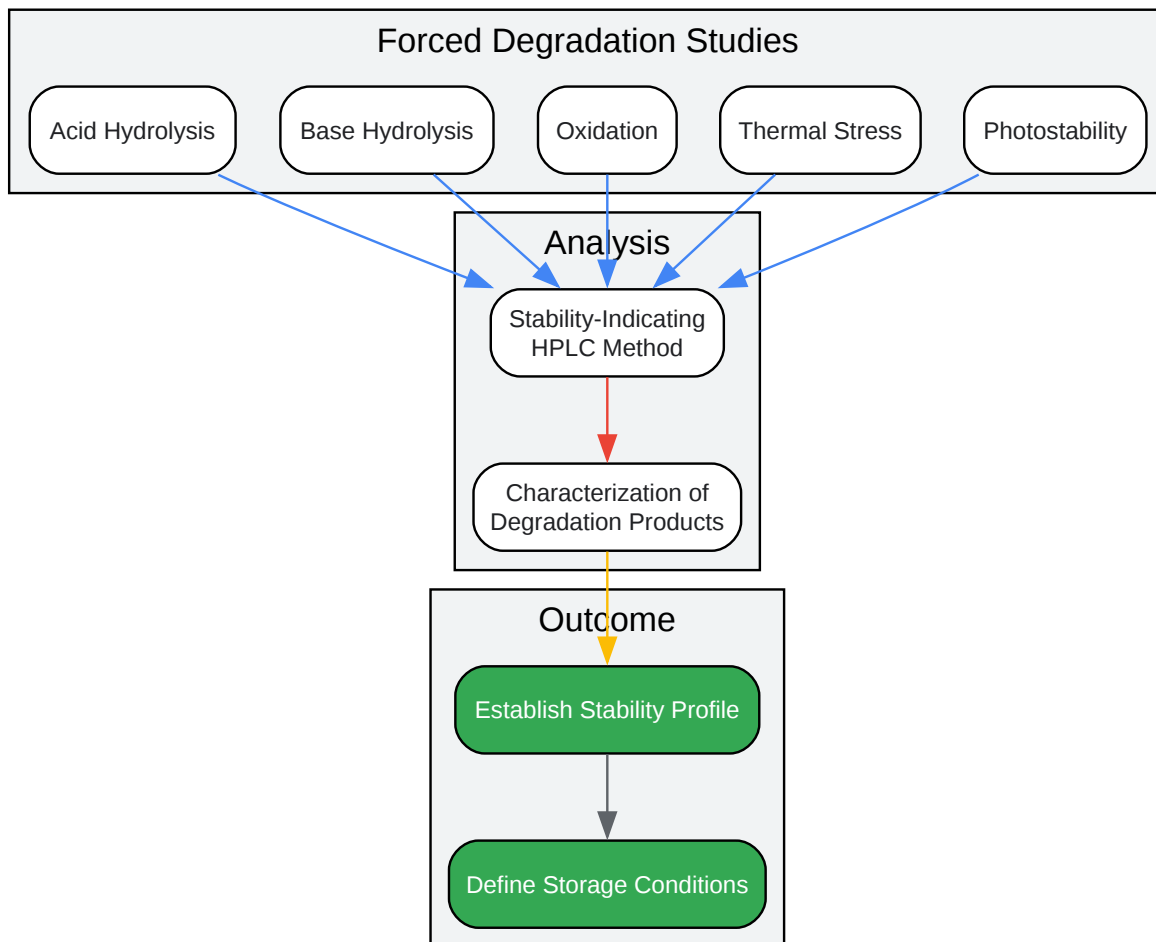 Forced Degradation Studies
Acid Hydrolysis
Base Hydrolysis
Oxidation
Thermal Stress
Photostability
Analysis
Stability-Indicating
HPLC Method
Characterization of
Degradation Products
Outcome
Establish Stability Profile
Define Storage Conditions